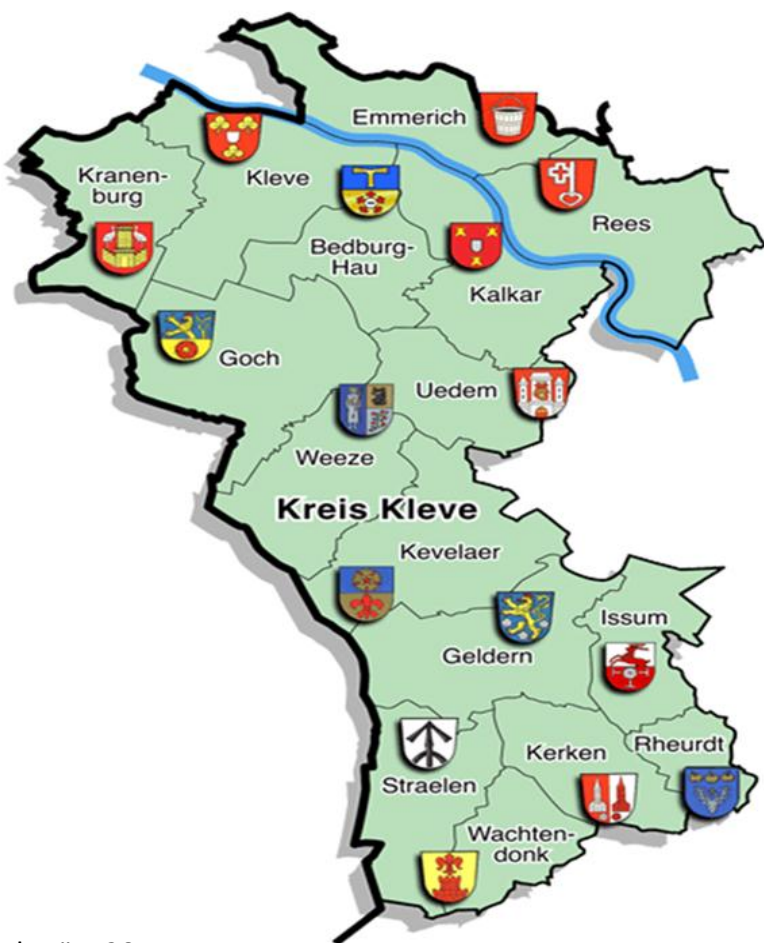 Emmerich
Kranen-
burg
Kleve
Rees
Bedburg-
Hau
Kalkar
Goch
Uedem
Weeze
Kreis Kleve
Kevelaer
Issum
Geldern
Kerken
Rheurdt
Straelen
Wachten-
donk